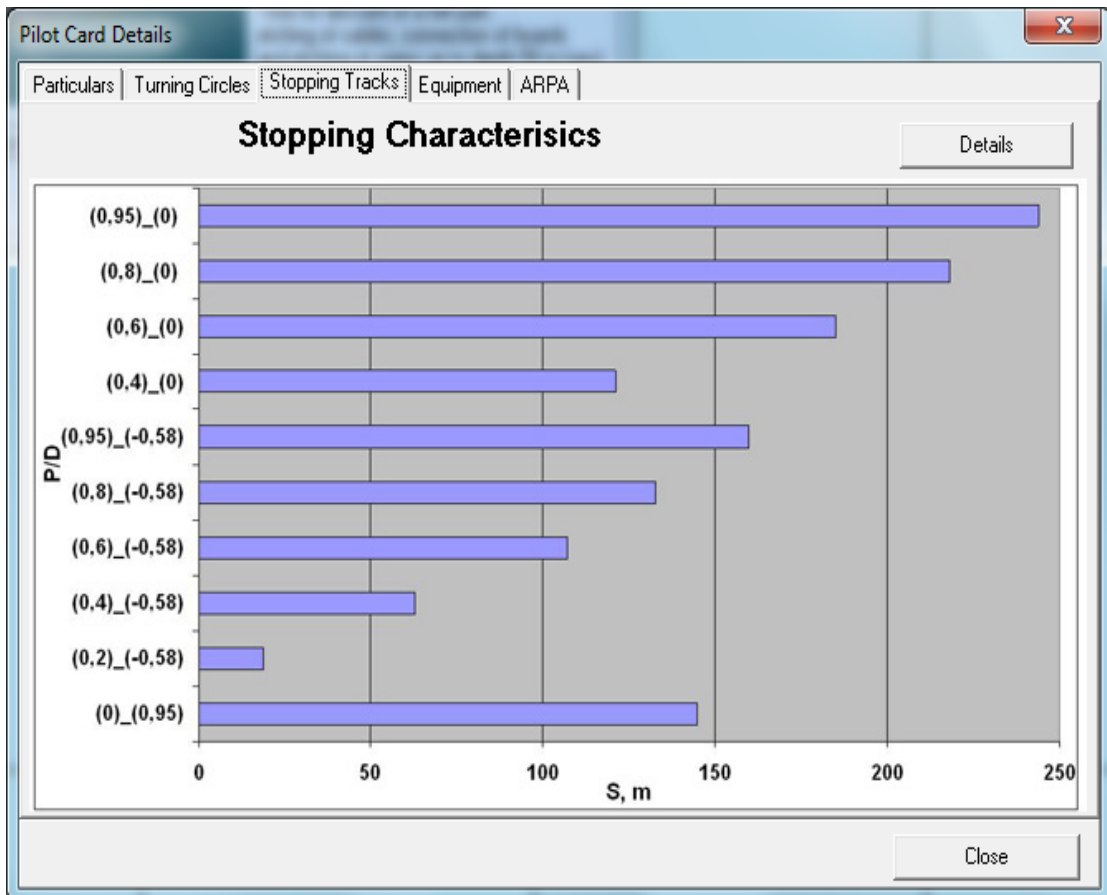 Pilot Card Details
Particulars Turning Circles Stopping Tracks Equipment ARPA
Stopping Characterisics
Details
(0,95)_(0)
(0,8)_(0)
(0,6)_(0)
(0,4)_(0)
(0,95)_(-0,58)
P/D
(0,8)_(-0,58)
(0,6)_(-0,58)
(0,4)_(-0,58)
(0,2)_(-0,58)
(0)_(0,95)
0 50 100 150 200 250
S, m
Close